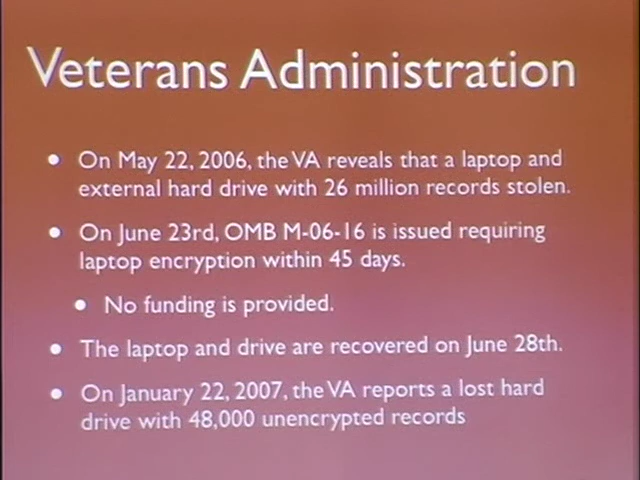 Veterans Administration
• On May 22, 2006, the VA reveals that a laptop and
external hard drive with 26 million records stolen.
• On June 23rd, OMB M-06-16 is issued requiring
laptop encryption within 45 days.
• No funding is provided.
• The laptop and drive are recovered on June 28th.
• On January 22, 2007, the VA reports a lost hard
drive with 48,000 unencrypted records